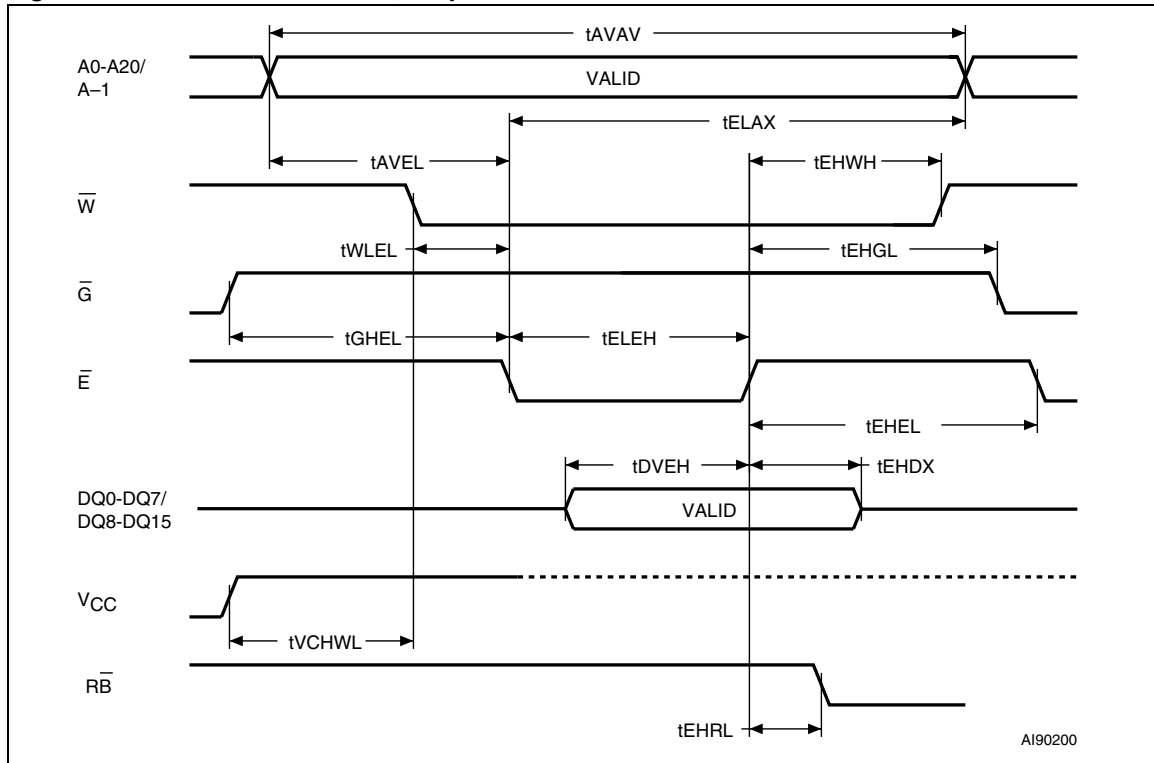 tAVAV
A0-A20/
A–1
VALID
tELAX
tAVEL
tEHWH
W̅
tWLEL
tEHGL
G̅
tGHEL
tELEH
E̅
tEHEL
tDVEH
tEHDX
DQ0-DQ7/
DQ8-DQ15
VALID
VCC
tVCHWL
RB̅
tEHRL
AI90200